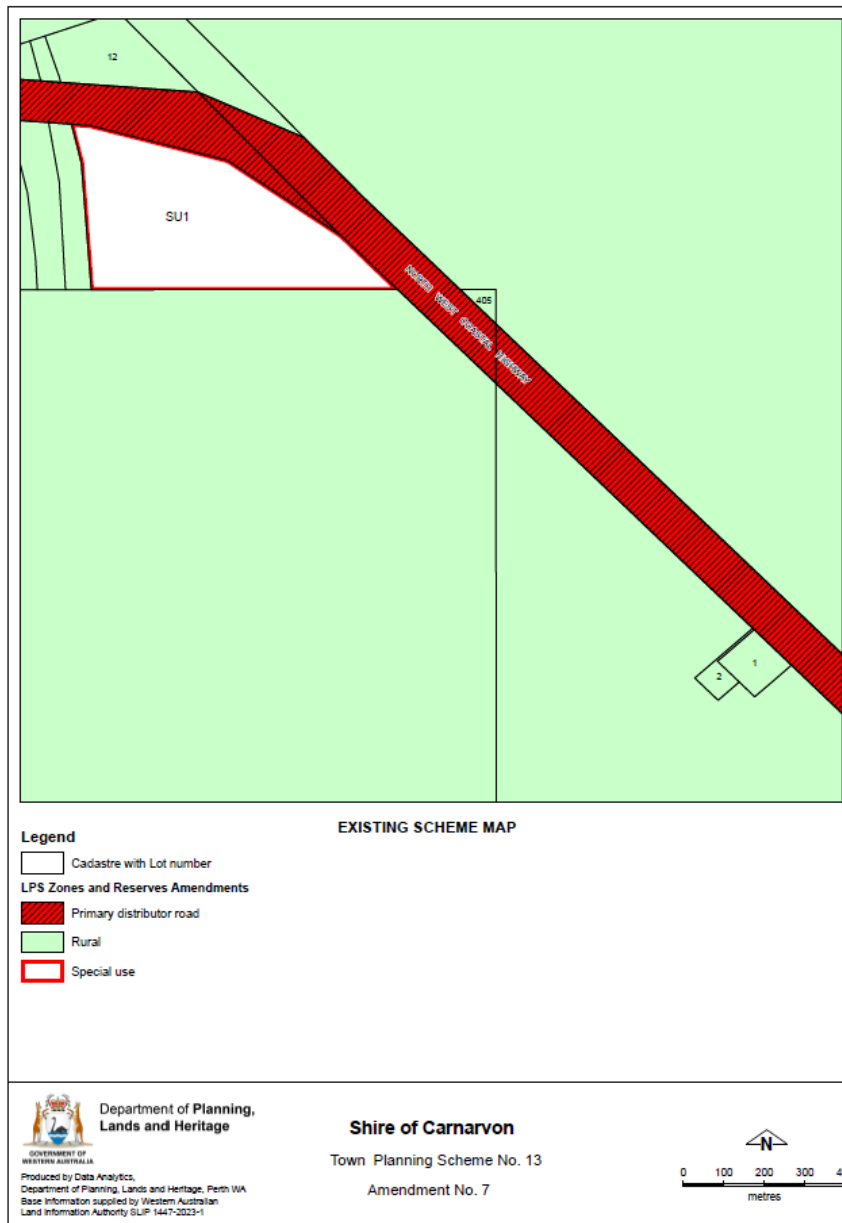 12
SU1
405
NORTH WEST COASTAL HIGHWAY
1
2
EXISTING SCHEME MAP
Legend
Cadastre with Lot number
LPS Zones and Reserves Amendments
Primary distributor road
Rural
Special use
GOVERNMENT OF
WESTERN AUSTRALIA
Department of Planning,
Lands and Heritage
Produced by Data Analytics,
Department of Planning, Lands and Heritage, Perth WA
Base Information supplied by Western Australian
Land Information Authority SLIP 1447-2023-1
Shire of Carnarvon
Town Planning Scheme No. 13
Amendment No. 7
N
0 100 200 300
metres